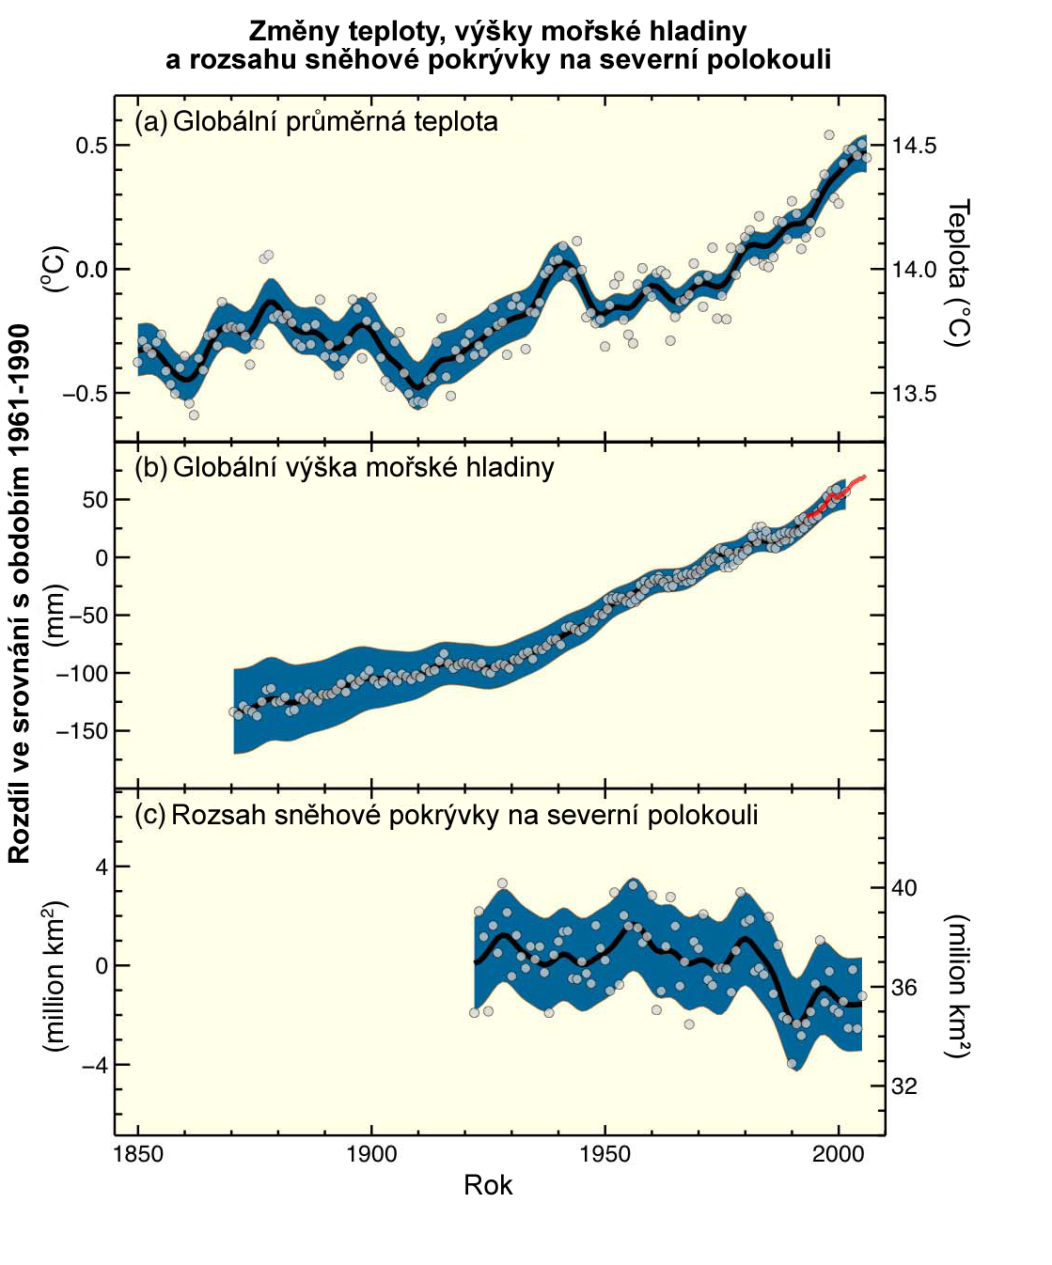 Změny teploty, výšky mořské hladiny
a rozsahu sněhové pokrývky na severní polokouli
Rozdíl ve srovnání s obdobím 1961-1990
(a) Globální průměrná teplota
(°C)
0.5
0.0
−0.5
14.5
14.0
13.5
Teplota (°C)
(b) Globální výška mořské hladiny
(mm)
50
0
−50
−100
−150
(c) Rozsah sněhové pokrývky na severní polokouli
(milion km²)
4
0
−4
40
36
32
(milion km²)
1850 1900 1950 2000
Rok